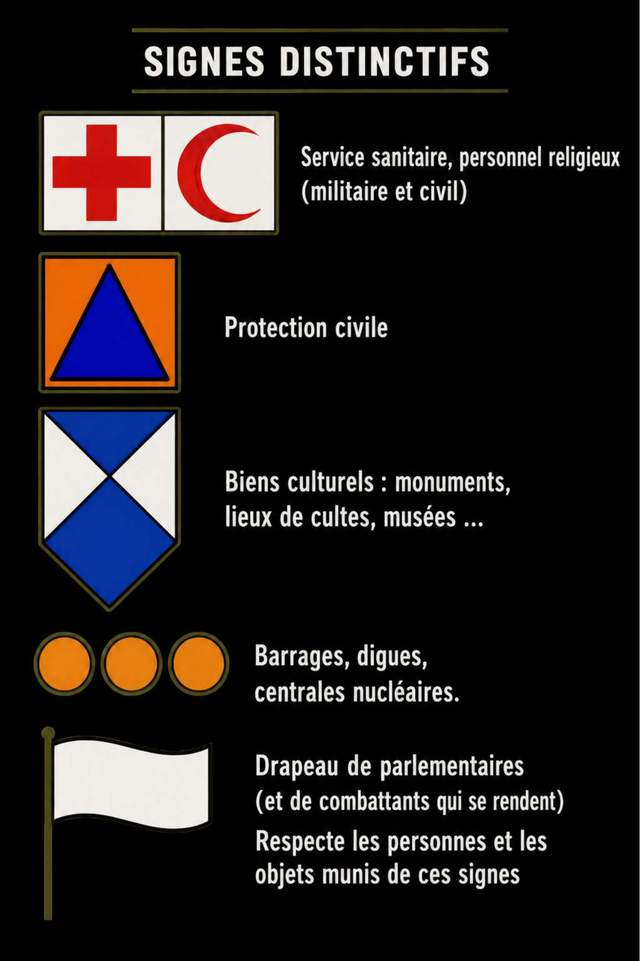 SIGNES DISTINCTIFS
Service sanitaire, personnel religieux
(militaire et civil)
Protection civile
Biens culturels : monuments,
lieux de cultes, musées ...
Barrages, digues,
centrales nucléaires.
Drapeau de parlementaires
(et de combattants qui se rendent)
Respecte les personnes et les
objets munis de ces signes